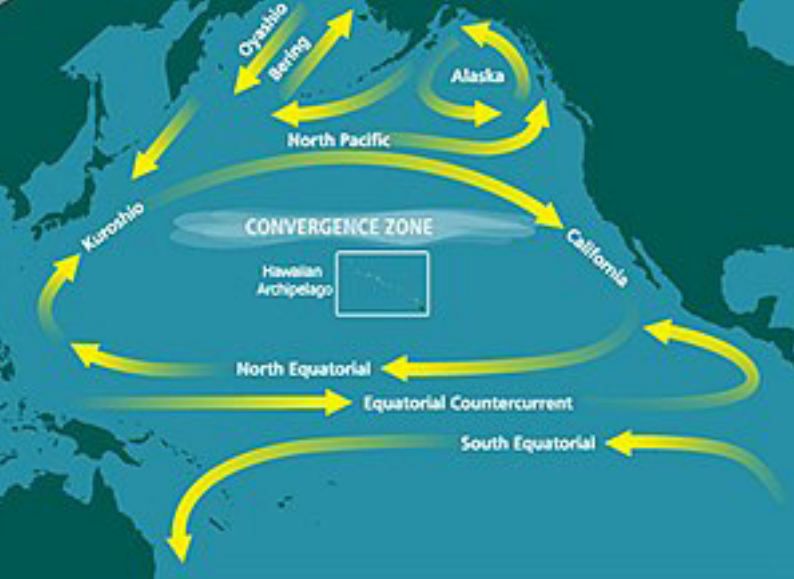 Oyashio
Bering
Alaska
North Pacific
Kuroshio
CONVERGENCE ZONE
California
Hawaiian
Archipelago
North Equatorial
Equatorial Countercurrent
South Equatorial